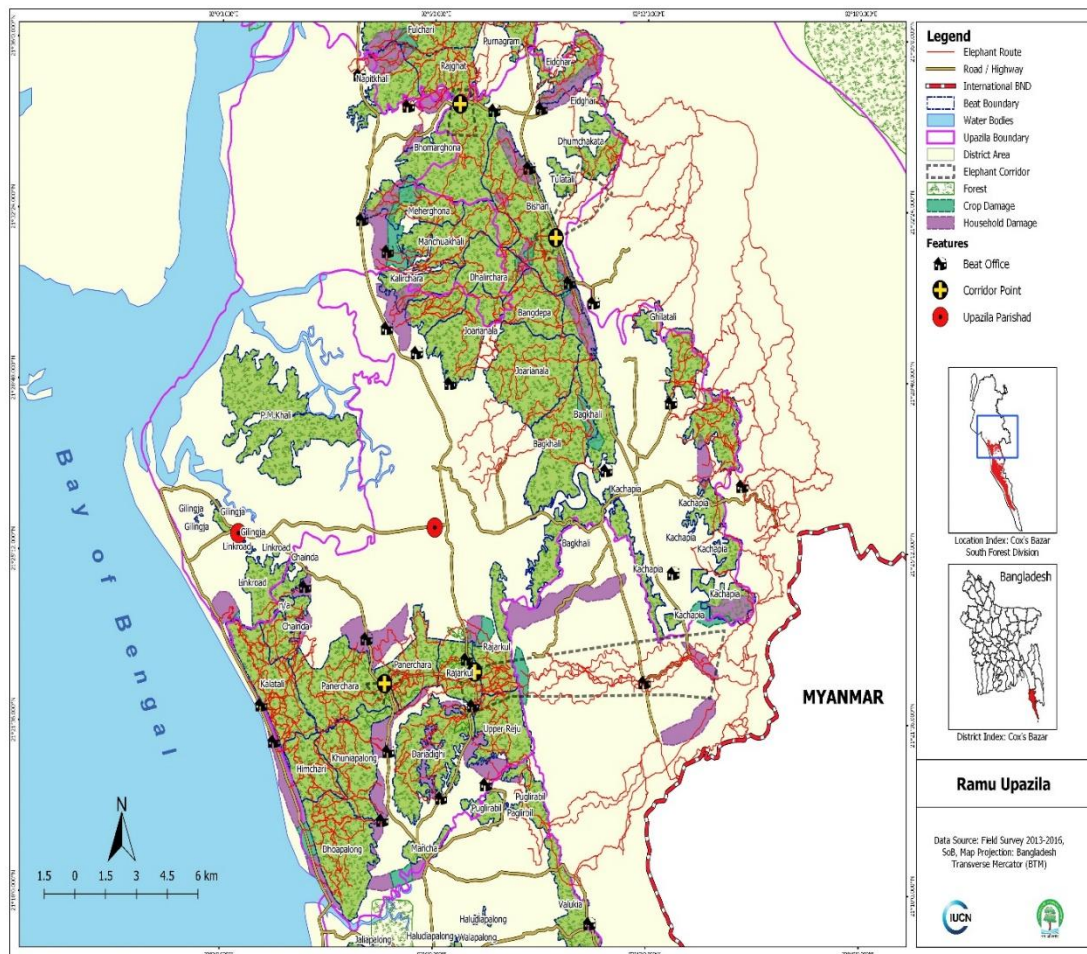 Legend
Elephant Route
Road / Highway
International BND
Beat Boundary
Water Bodies
Upazila Boundary
District Area
Elephant Corridor
Forest
Crop Damage
Household Damage
Features
Beat Office
Corridor Point
Upazila Parishad
Location Index: Cox's Bazar
South Forest Division
Bangladesh
District Index: Cox's Bazar
Ramu Upazila
Data Source: Field Survey 2013-2016,
SoB, Map Projection: Bangladesh
Transverse Mercator (BTM)
IUCN
Fulchari
Purnagram
Eidghar
Rajghat
Napitkhali
Eidghar
Bhomarghona
Dhumchakata
Tulatali
Bishari
Meherghona
Manchuakhali
Kalirchara
Dhalirchara
Bangdepa
Ghilatali
Joarianala
Joarianala
P.M.Khali
Bagkhali
Bagkhali
Kachapia
Kachapia
Gilingja
Gilingja
Gilingja
Gilingja
Linkroad
Linkroad
Chainda
Linkroad
Kachapia
Kachapia
Bagkhali
Kachapia
Kachapia
Kachapia
Chainda
Rajarkul
Panerchara
Rajarkul
Kalatali
Panerchara
MYANMAR
Upper Reju
Khuniapalong
Dariadighi
Himchari
Puglirabil
Puglirabil
Dhoapalong
Maricha
Valukia
Haludiapalong
Haludiapalong
Walapalong
Jaliapalong
Bay of Bengal
N
1.5 0 1.5 3 4.5 6 km